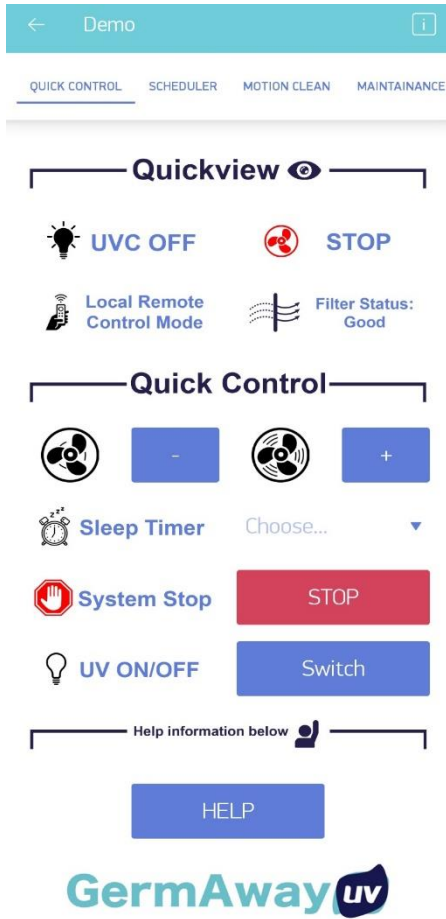 ← Demo i
QUICK CONTROL SCHEDULER MOTION CLEAN MAINTAINANCE
Quickview
UVC OFF STOP
Local Remote
Control Mode
Filter Status:
Good
Quick Control
- +
zzz
Sleep Timer Choose...
System Stop STOP
UV ON/OFF Switch
Help information below
HELP
GermAway UV